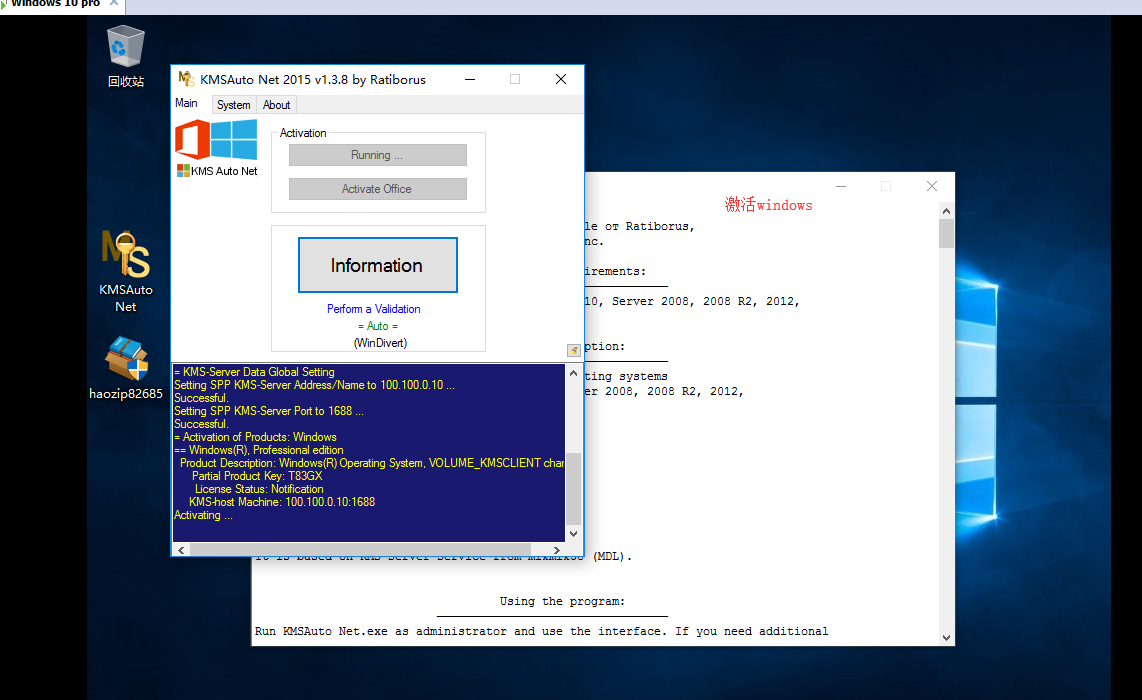 Windows 10 pro
回收站
KMSAuto Net
haozip82685
KMSAuto Net 2015 v1.3.8 by Ratiborus
Main
System
About
KMS Auto Net
Activation
Running ...
Activate Office
Information
Perform a Validation
= Auto =
(WinDivert)
= KMS-Server Data Global Setting
Setting SPP KMS-Server Address/Name to 100.100.0.10 ...
Successful.
Setting SPP KMS-Server Port to 1688 ...
Successful.
= Activation of Products: Windows
== Windows(R), Professional edition
Product Description: Windows(R) Operating System, VOLUME_KMSCLIENT
Partial Product Key: T83GX
License Status: Notification
KMS-host Machine: 100.100.0.10:1688
Activating ...
激活windows
le от Ratiborus,
nc.
irements:
10, Server 2008, 2008 R2, 2012,
ption:
ting systems
er 2008, 2008 R2, 2012,
(MDL).
Using the program:
Run KMSAuto Net.exe as administrator and use the interface. If you need additional